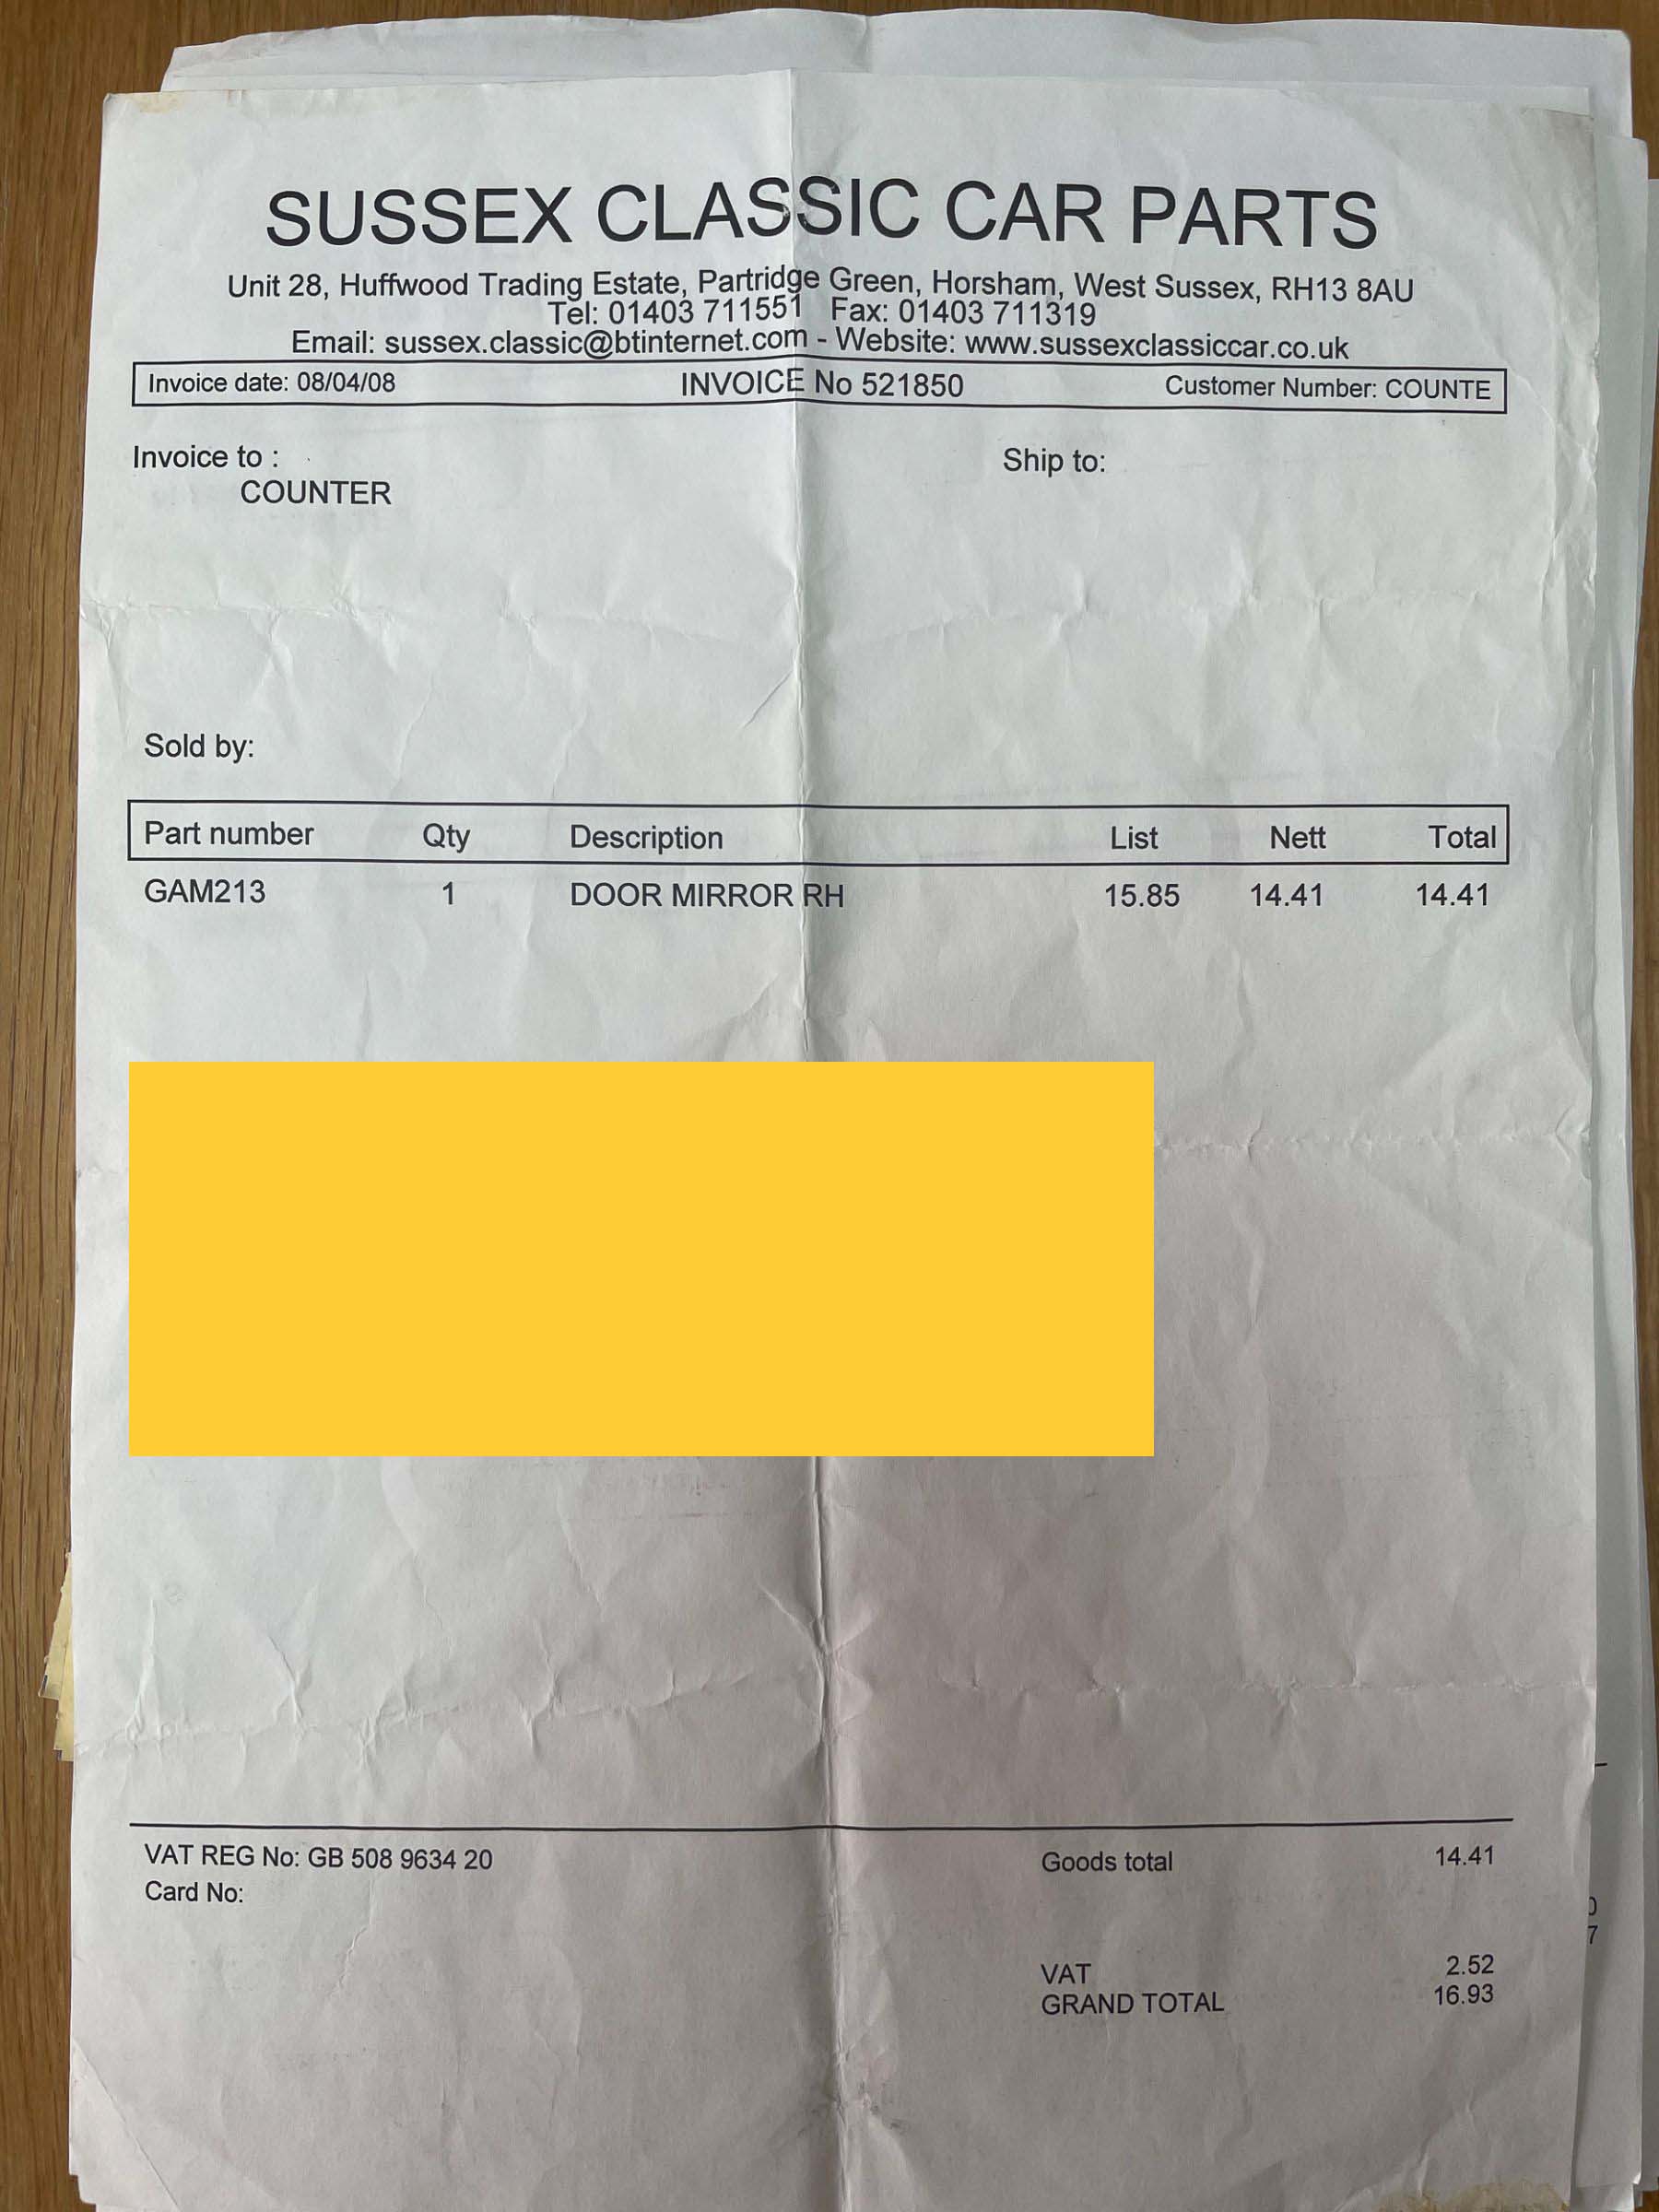 SUSSEX CLASSIC CAR PARTS
Unit 28, Huffwood Trading Estate, Partridge Green, Horsham, West Sussex, RH13 8AU
Tel: 01403 711551 Fax: 01403 711319
Email: sussex.classic@btinternet.com - Website: www.sussexclassiccar.co.uk
Invoice date: 08/04/08 INVOICE No 521850 Customer Number: COUNTE
Invoice to : Ship to:
COUNTER
Sold by:
Part number Qty Description List Nett Total
GAM213 1 DOOR MIRROR RH 15.85 14.41 14.41
VAT REG No: GB 508 9634 20 Goods total 14.41
Card No:
VAT 2.52
GRAND TOTAL 16.93